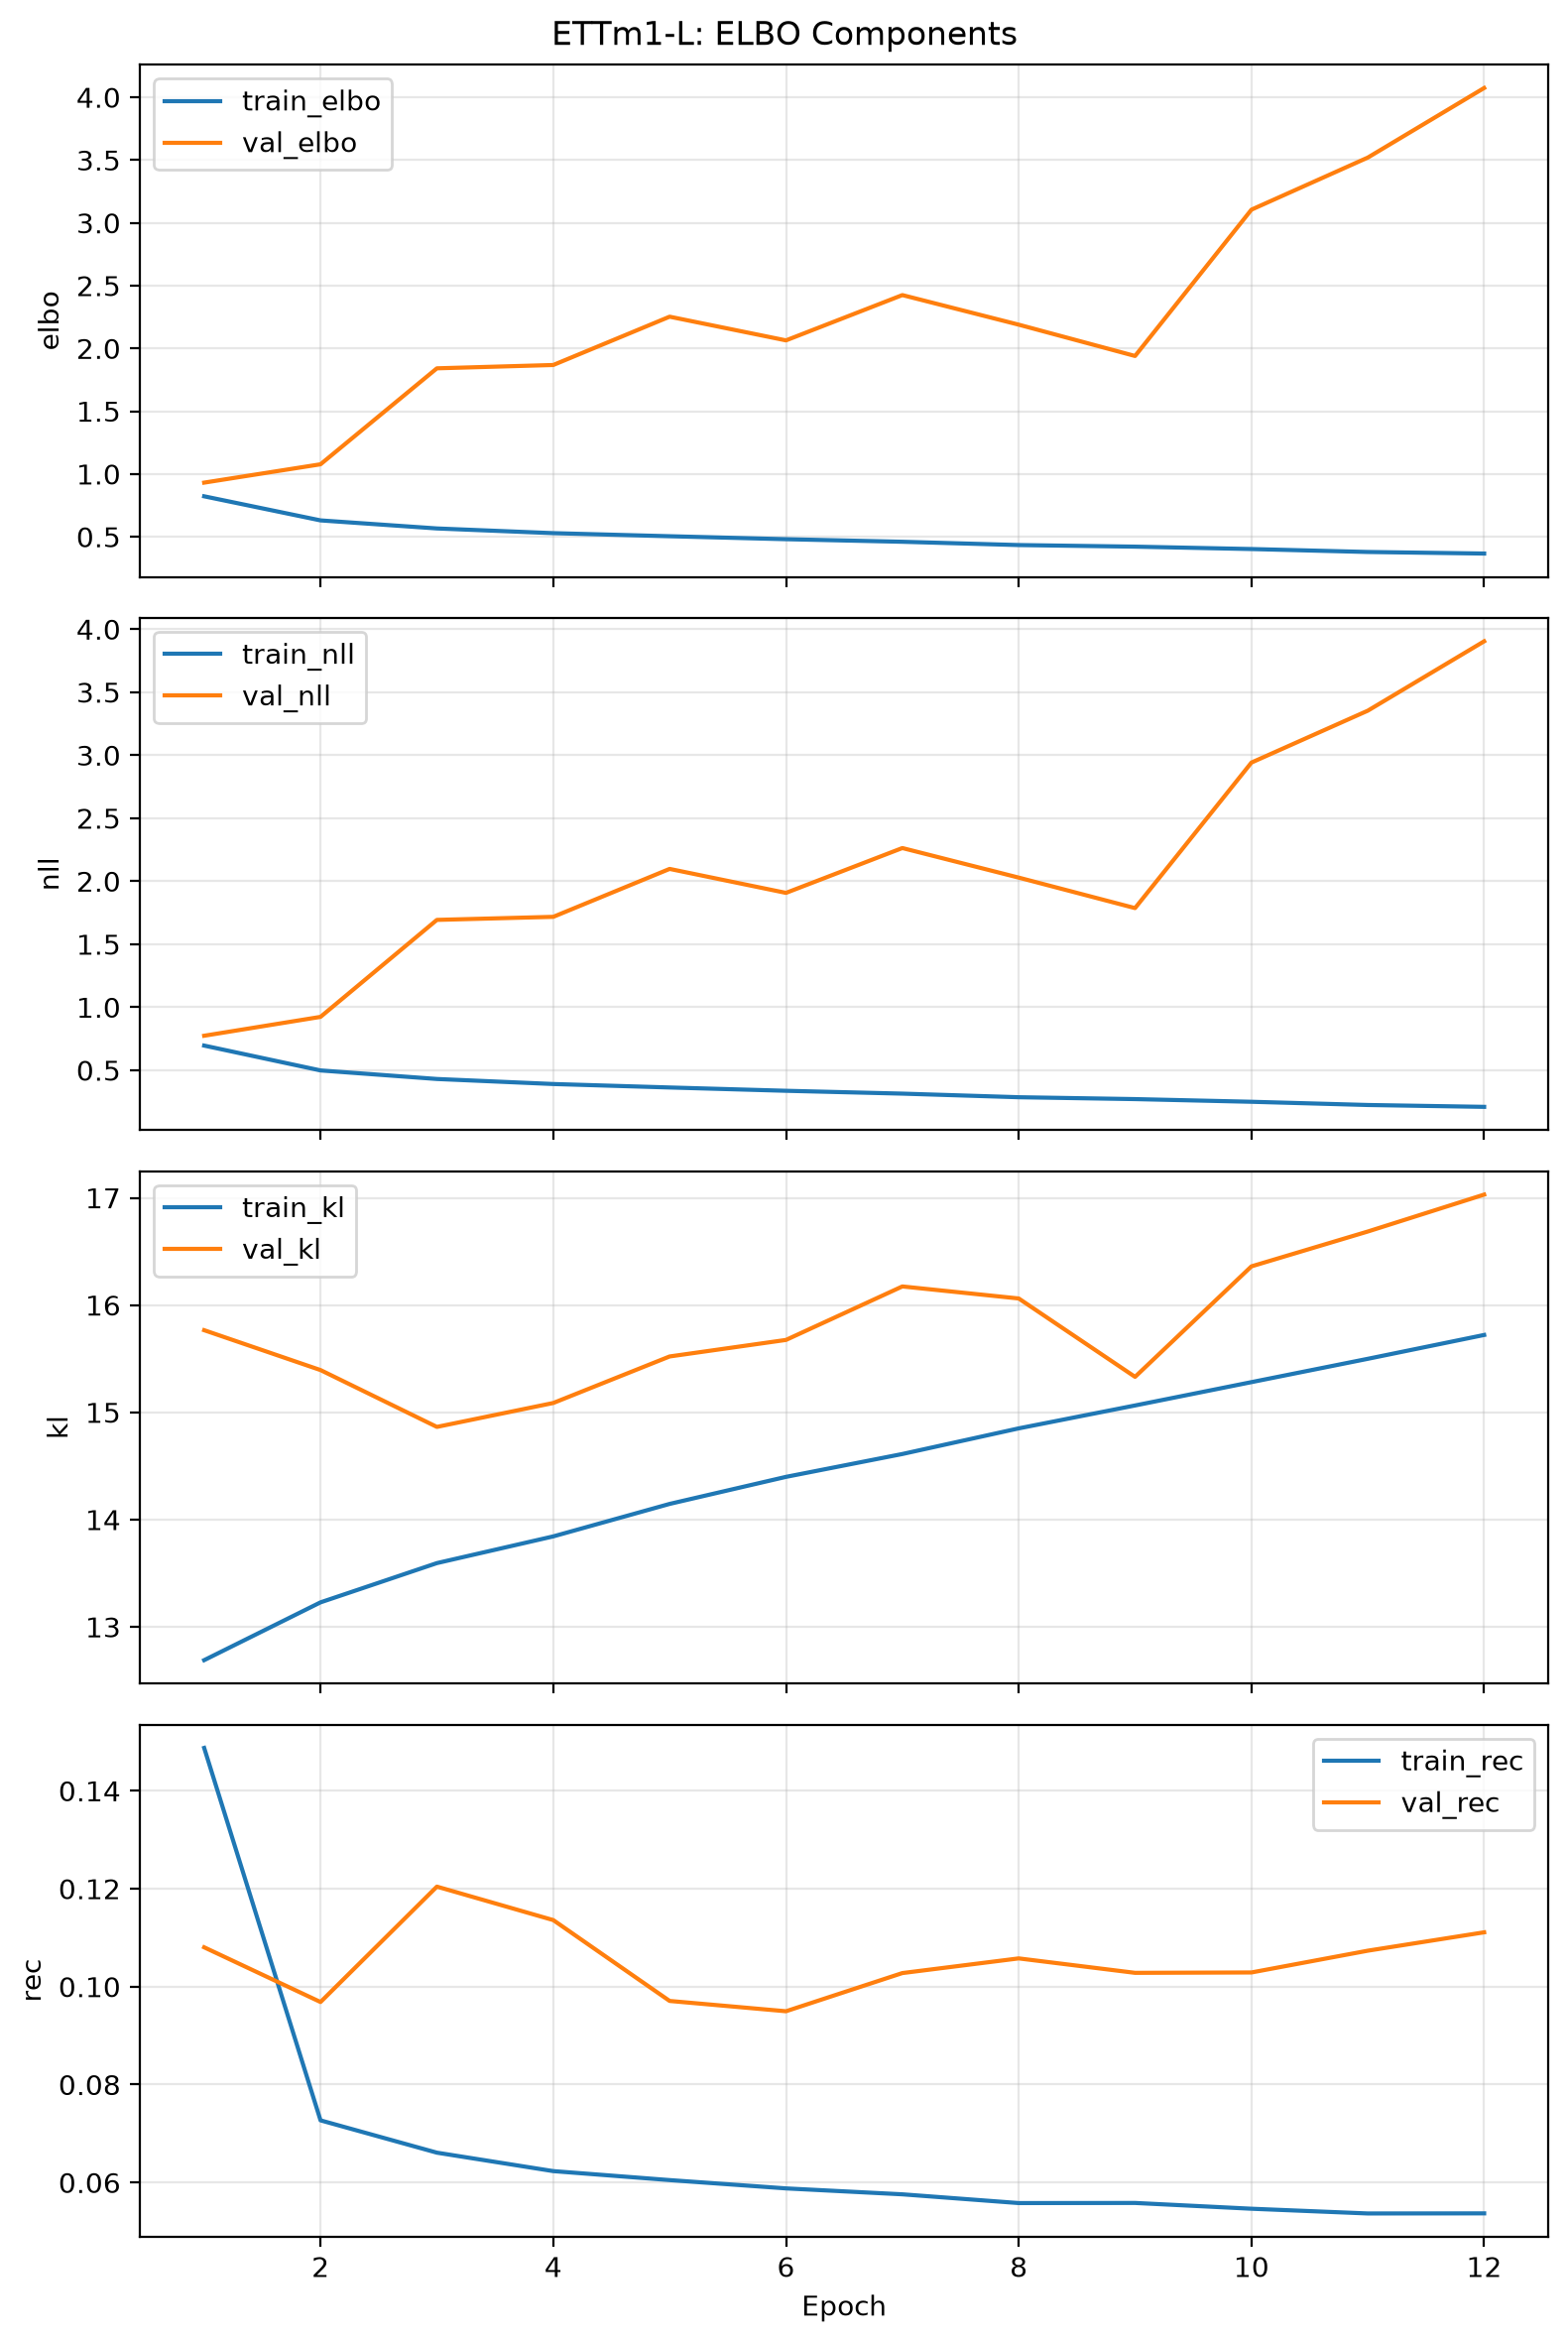 ETTm1-L: ELBO Components
train_elbo
val_elbo
4.0
3.5
3.0
2.5
2.0
1.5
1.0
0.5
elbo
train_nll
val_nll
4.0
3.5
3.0
2.5
2.0
1.5
1.0
0.5
nll
train_kl
val_kl
17
16
15
14
13
kl
train_rec
val_rec
0.14
0.12
0.10
0.08
0.06
rec
2 4 6 8 10 12
Epoch